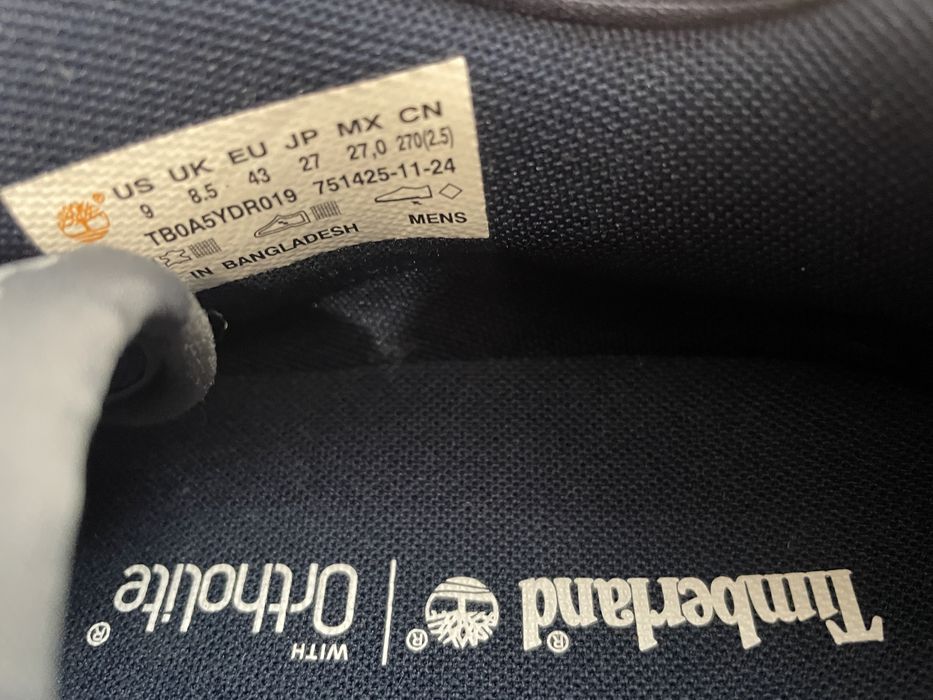 US UK EU JP MX CN
9 8.5 43 27 27,0 270(2.5)
TB0A5YDR019 751425-11-24
IN BANGLADESH MENS
Timberland® ® | WITH Ortholite®